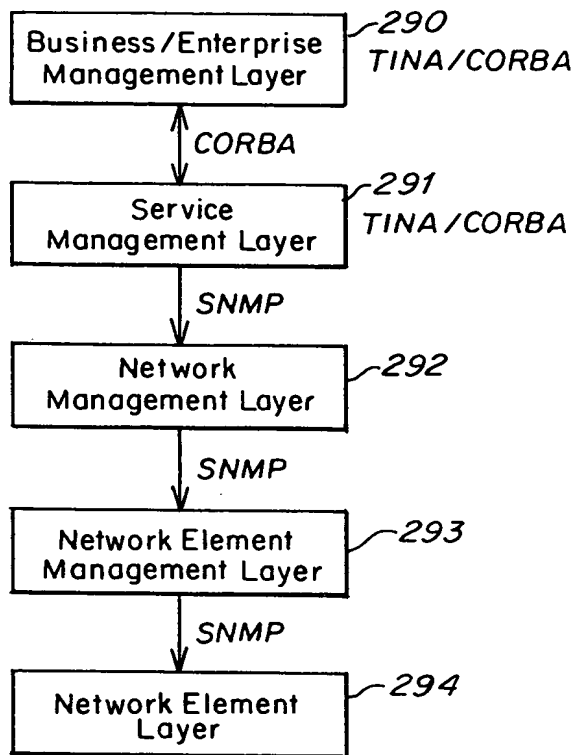 290
Business/Enterprise
Management Layer
TINA/CORBA
CORBA
291
Service
Management Layer
TINA/CORBA
SNMP
Network
Management Layer
292
SNMP
Network Element
Management Layer
293
SNMP
Network Element
Layer
294